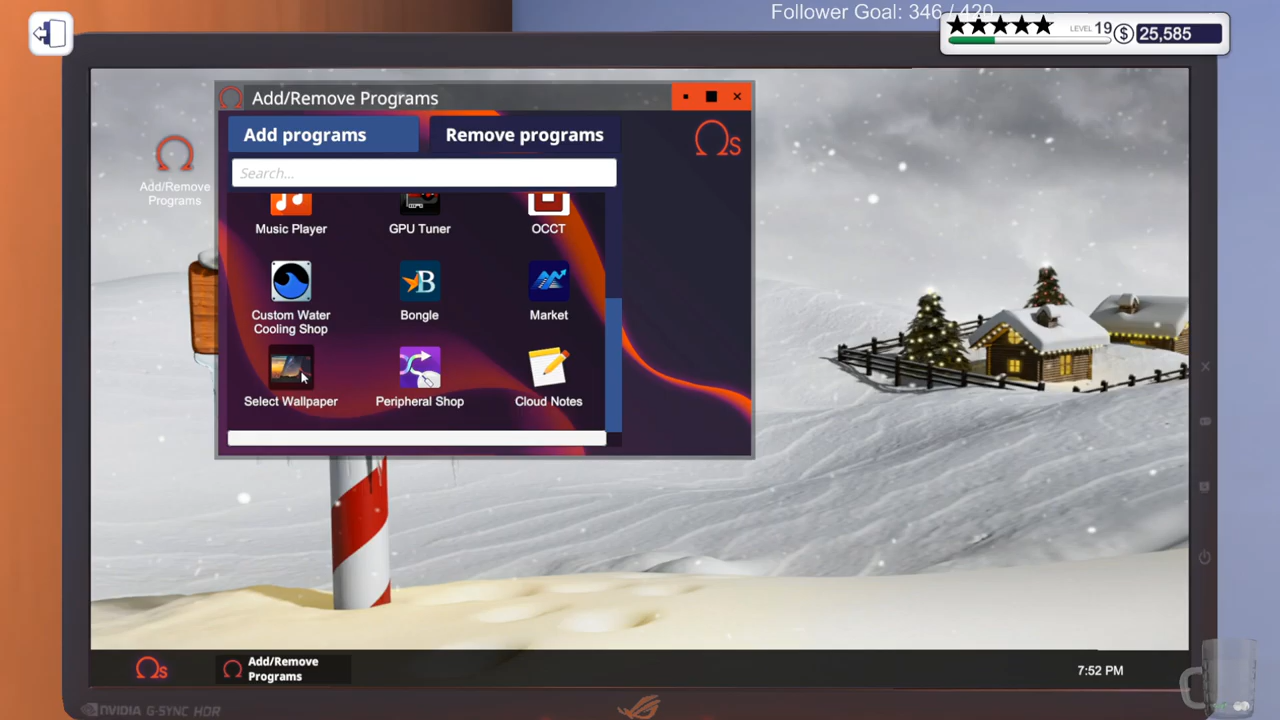 Follower Goal: 346 / 420
LEVEL 19
$ 25,585
Add/Remove Programs
Add programs
Remove programs
Search...
Ωs
Add/Remove
Programs
Music Player
GPU Tuner
OCCT
Custom Water
Cooling Shop
Bongle
Market
Select Wallpaper
Peripheral Shop
Cloud Notes
Ωs
Add/Remove
Programs
7:52 PM
NVIDIA G-SYNC HDR